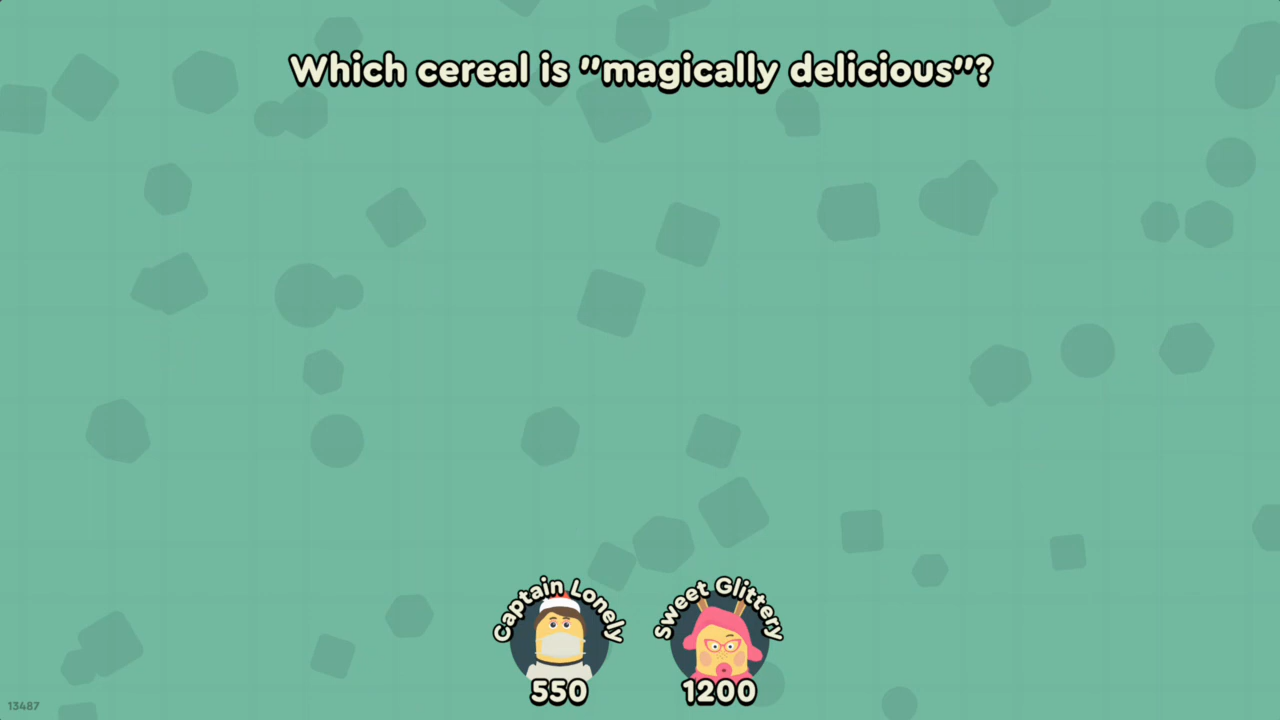 Which cereal is "magically delicious"?
Captain Lonely
550
Sweet Glittery
1200
13487